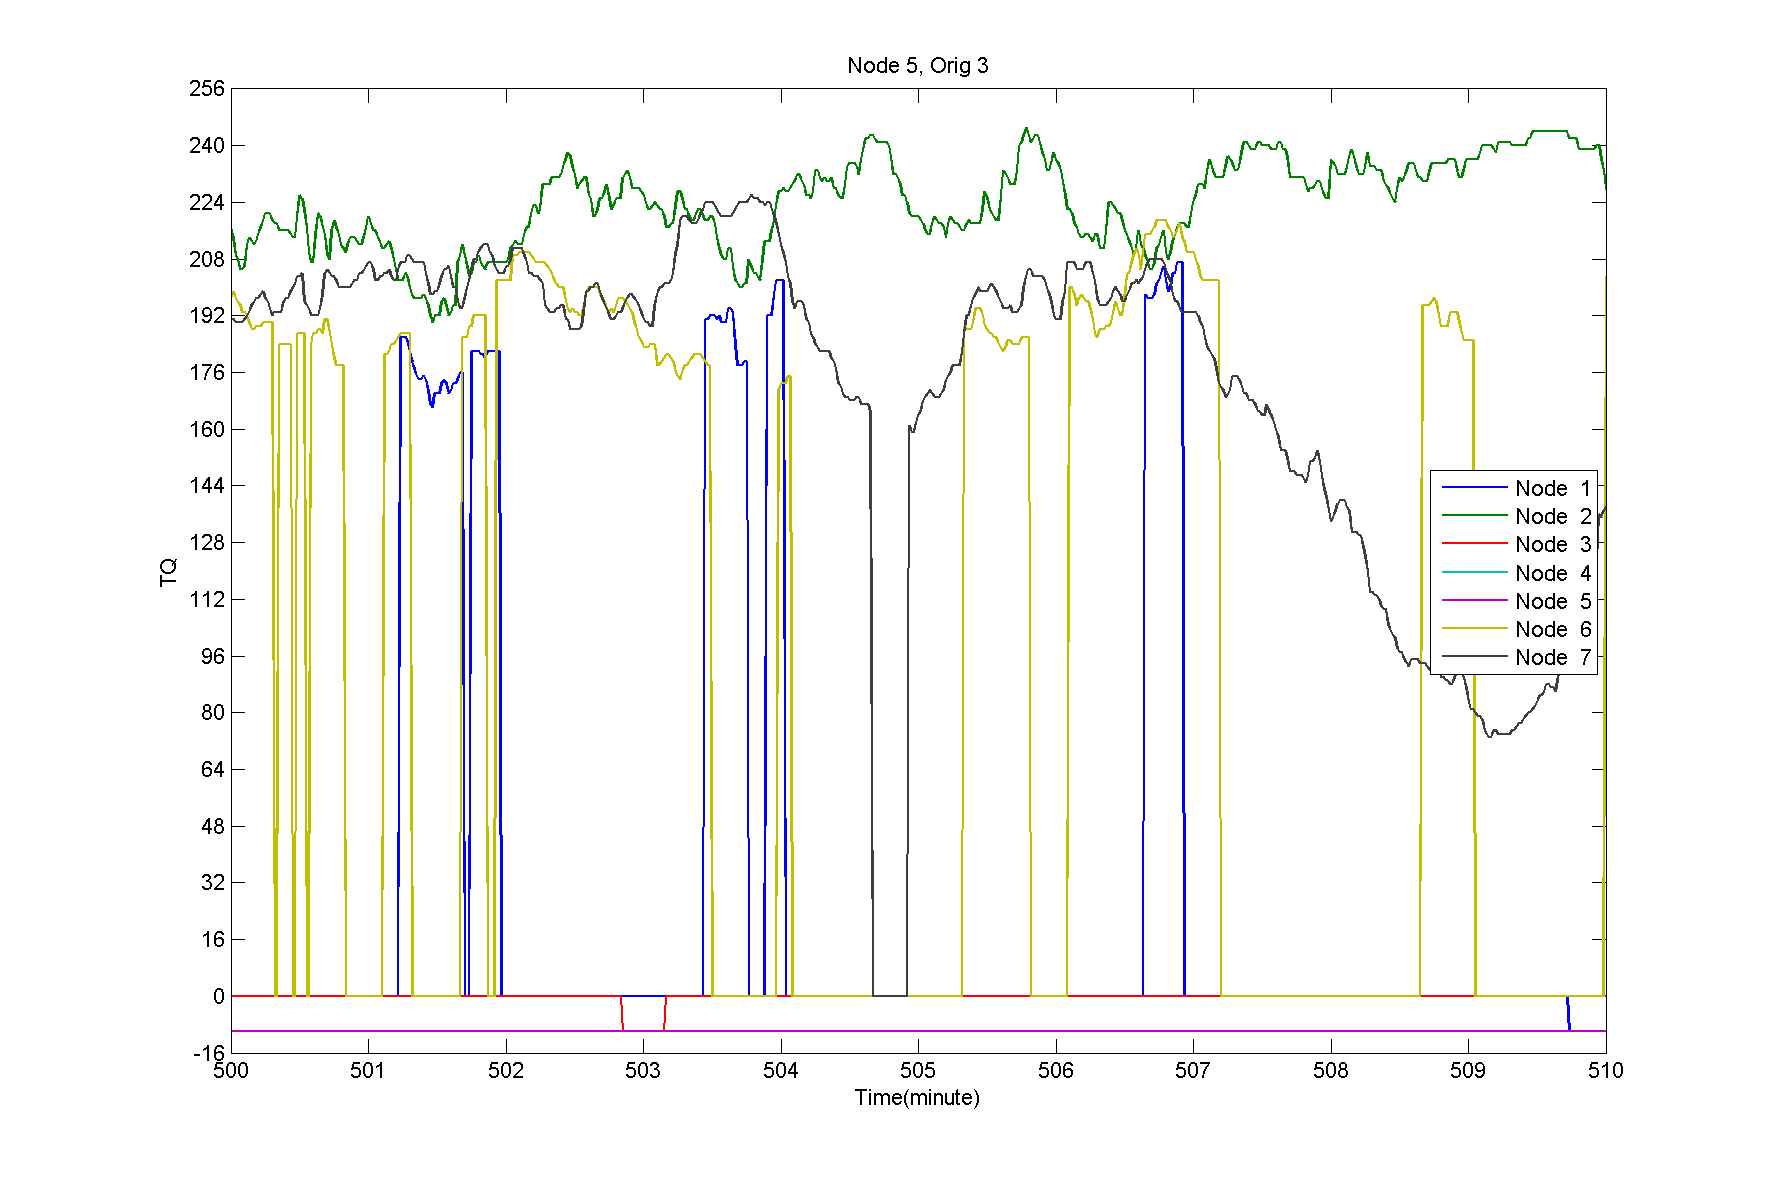 Node 5, Orig 3
256
240
224
208
192
176
160
144
128
112
96
80
64
48
32
16
0
-16
TQ
Node 1
Node 2
Node 3
Node 4
Node 5
Node 6
Node 7
500 501 502 503 504 505 506 507 508 509 510
Time(minute)